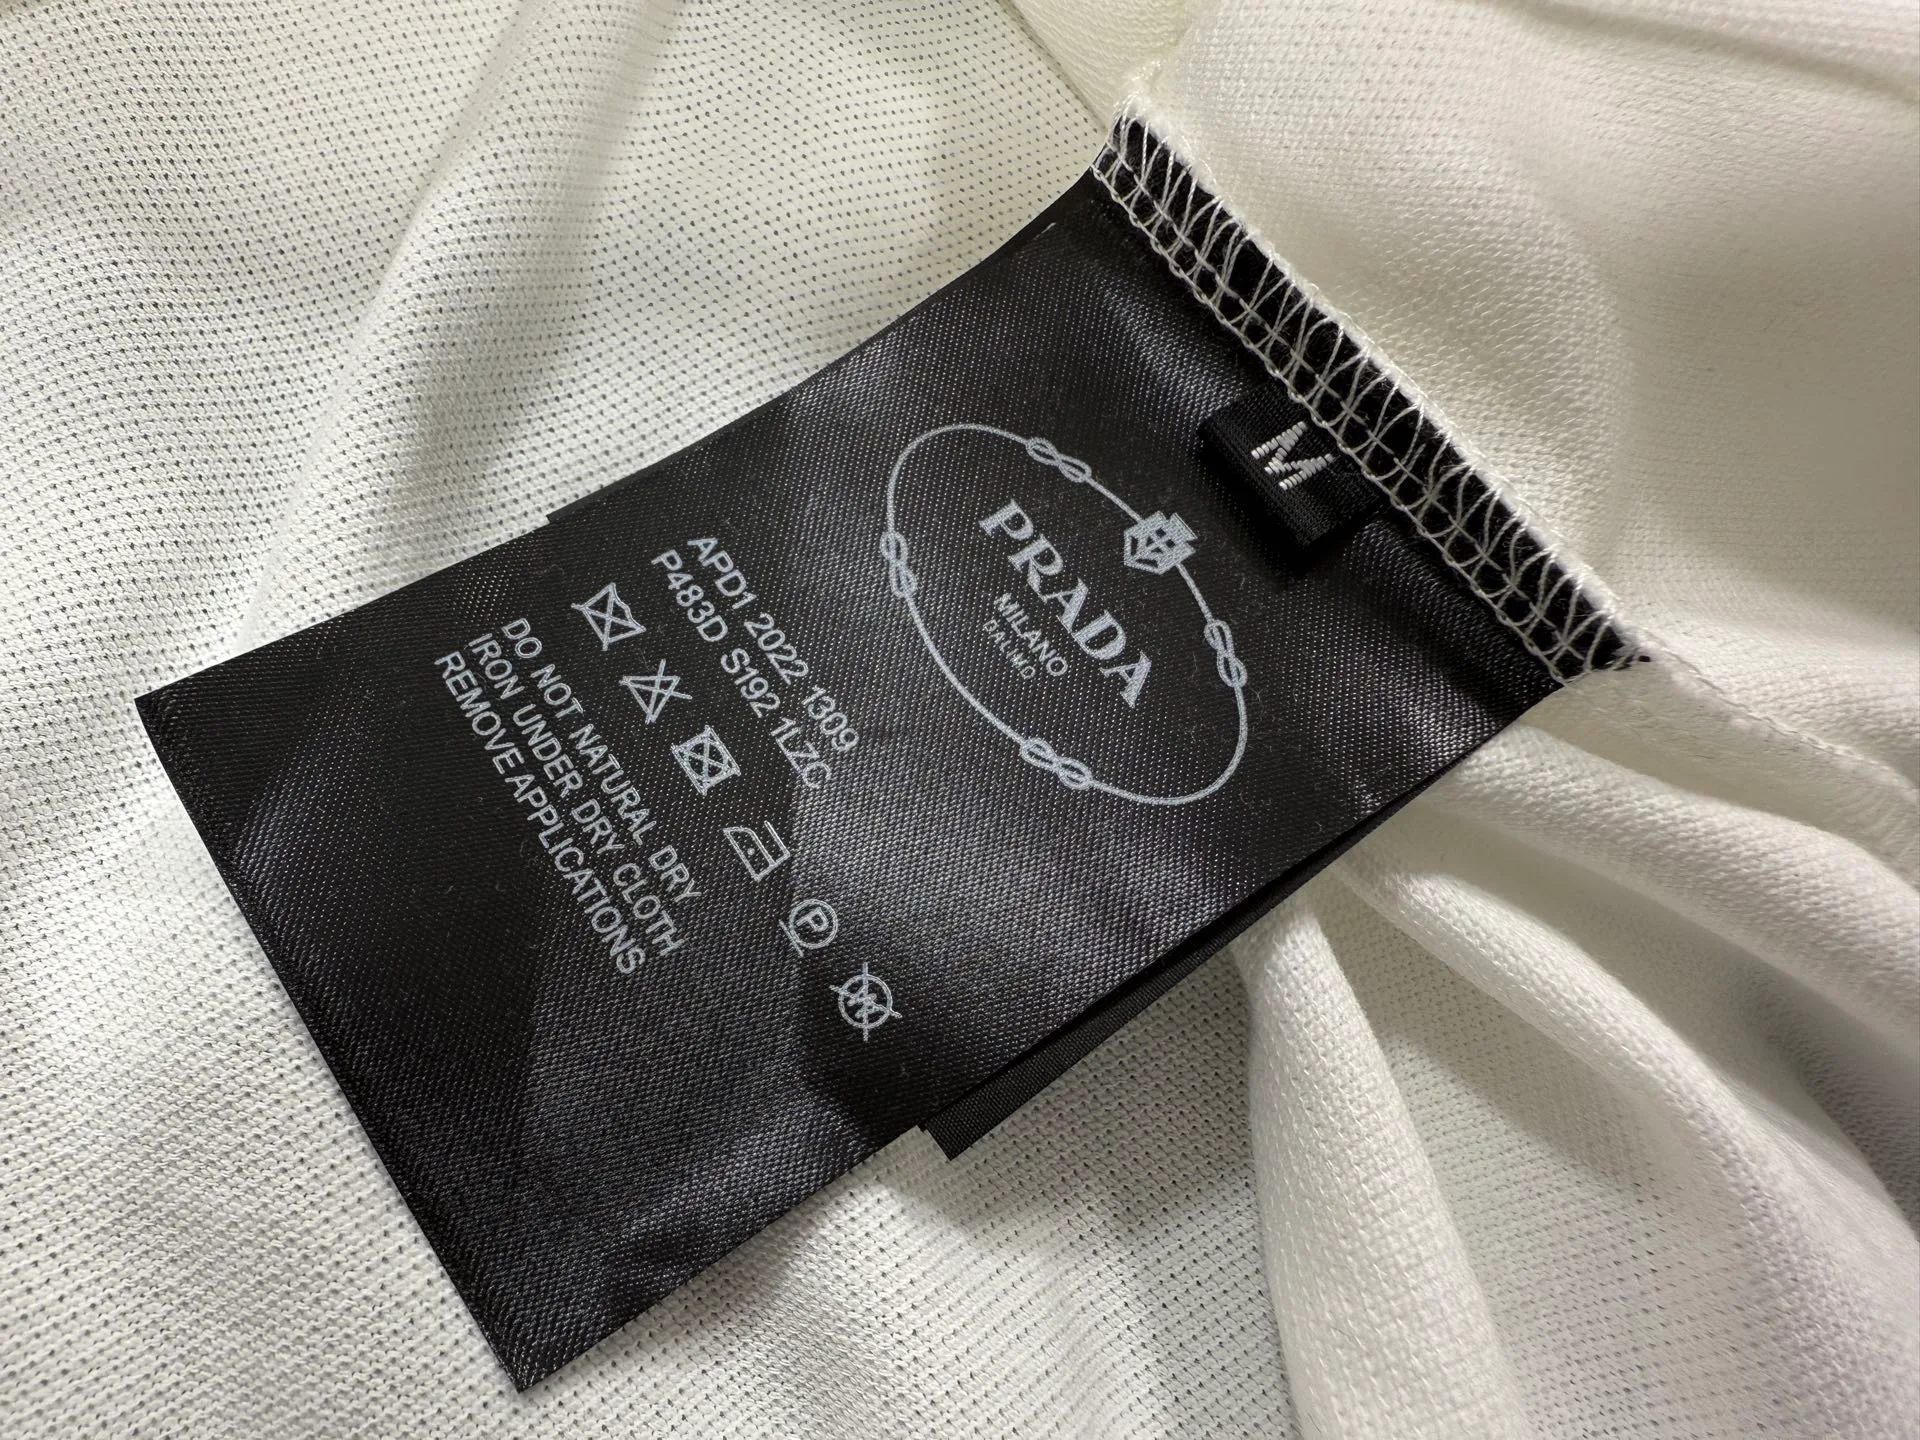 M
PRADA
MILANO
DAL 1913
APD1 2022 1309
P483D S192 1LZC
P
W
DO NOT NATURAL DRY
IRON UNDER DRY CLOTH
REMOVE APPLICATIONS